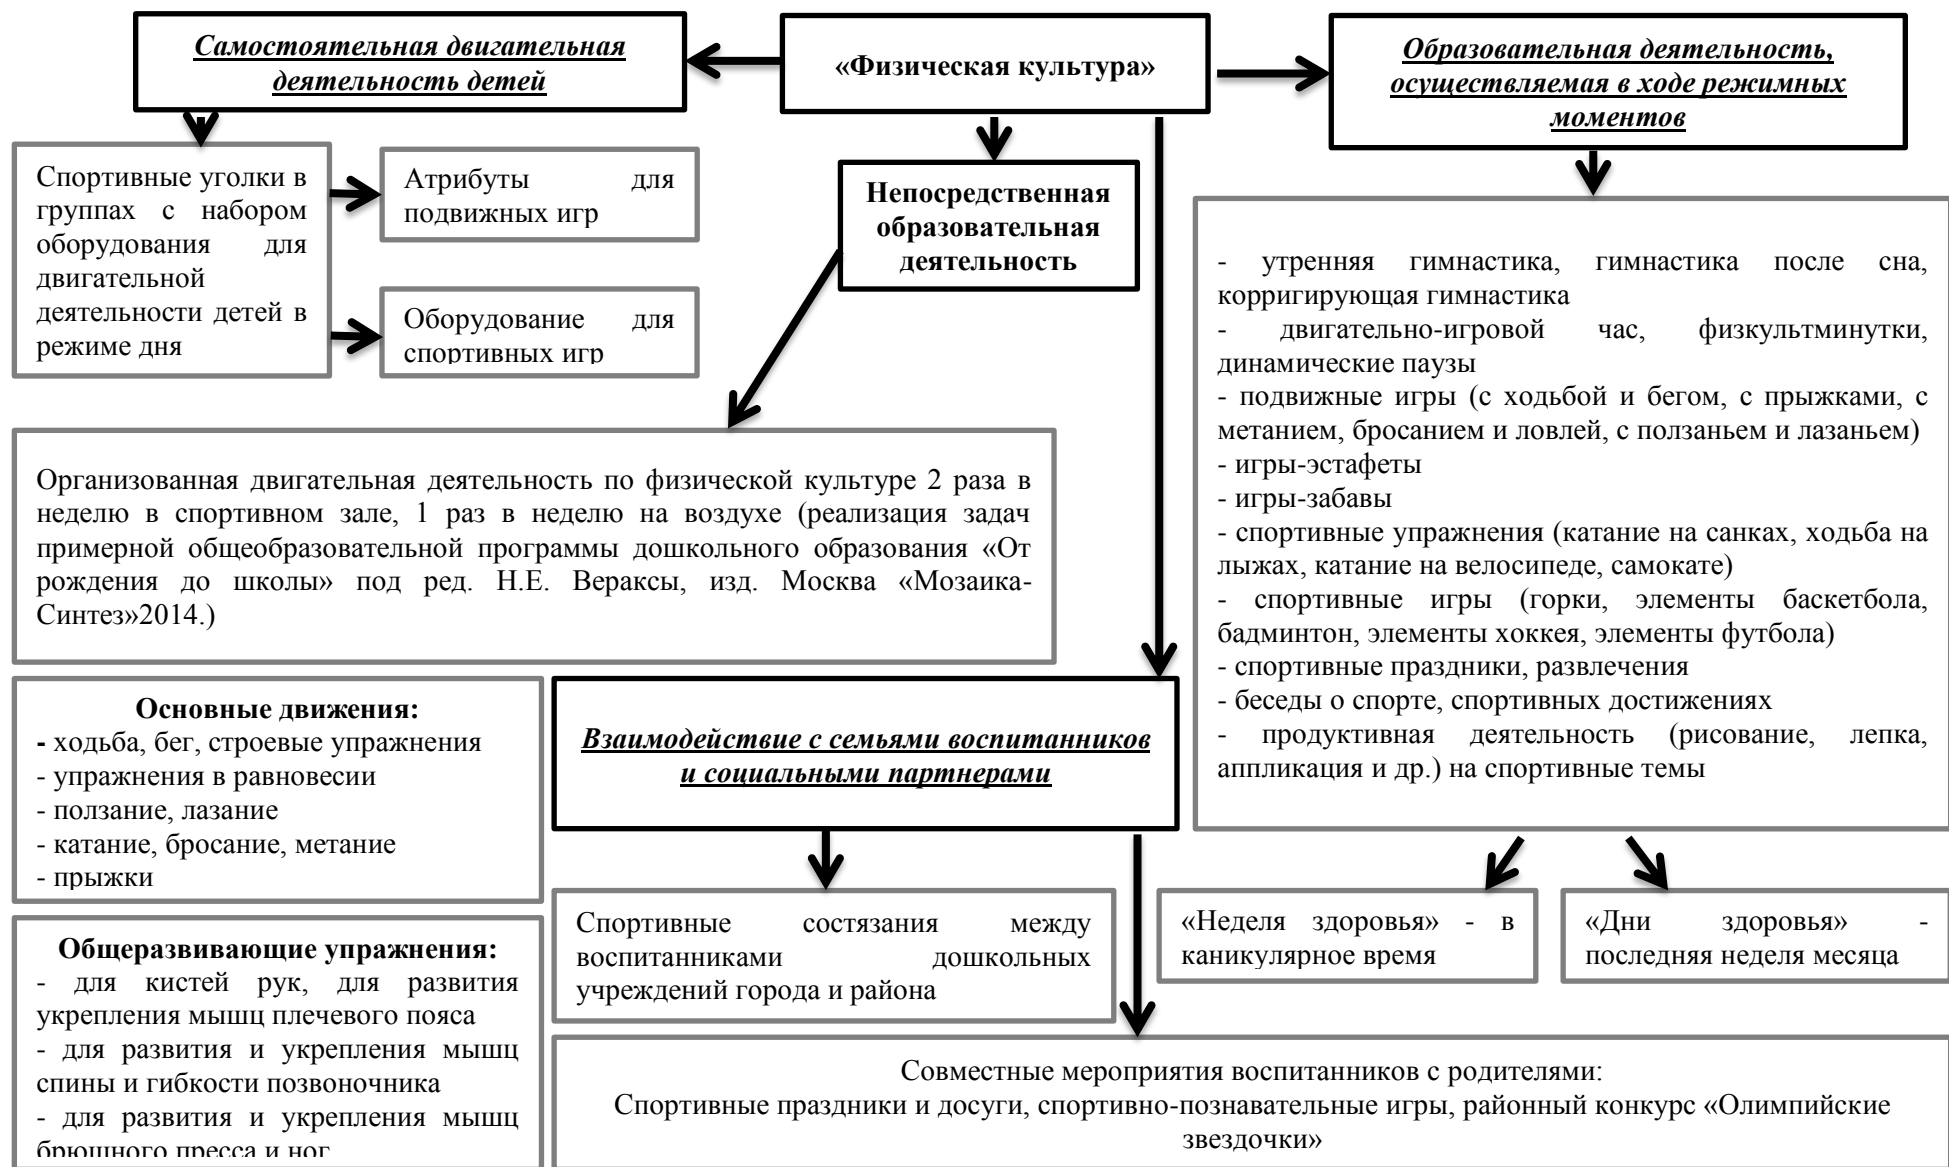 Самостоятельная двигательная
деятельность детей
«Физическая культура»
Образовательная деятельность,
осуществляемая в ходе режимных
моментов
Спортивные уголки в
группах с набором
оборудования для
двигательной
деятельности детей в
режиме дня
Атрибуты для
подвижных игр
Оборудование для
спортивных игр
Непосредственная
образовательная
деятельность
- утренняя гимнастика, гимнастика после сна,
корригирующая гимнастика
- двигательно-игровой час, физкультминутки,
динамические паузы
- подвижные игры (с ходьбой и бегом, с прыжками, с
метанием, бросанием и ловлей, с ползаньем и лазаньем)
- игры-эстафеты
- игры-забавы
- спортивные упражнения (катание на санках, ходьба на
лыжах, катание на велосипеде, самокате)
- спортивные игры (горки, элементы баскетбола,
бадминтон, элементы хоккея, элементы футбола)
- спортивные праздники, развлечения
- беседы о спорте, спортивных достижениях
- продуктивная деятельность (рисование, лепка,
аппликация и др.) на спортивные темы
Организованная двигательная деятельность по физической культуре 2 раза в
неделю в спортивном зале, 1 раз в неделю на воздухе (реализация задач
примерной общеобразовательной программы дошкольного образования «От
рождения до школы» под ред. Н.Е. Вераксы, изд. Москва «Мозаика-
Синтез»2014.)
Основные движения:
- ходьба, бег, строевые упражнения
- упражнения в равновесии
- ползание, лазание
- катание, бросание, метание
- прыжки
Взаимодействие с семьями воспитанников
и социальными партнерами
Общеразвивающие упражнения:
- для кистей рук, для развития
укрепления мышц плечевого пояса
- для развития и укрепления мышц
спины и гибкости позвоночника
- для развития и укрепления мышц
брюшного пресса и ног
Спортивные состязания между
воспитанниками дошкольных
учреждений города и района
«Неделя здоровья» - в
каникулярное время
«Дни здоровья» -
последняя неделя месяца
Совместные мероприятия воспитанников с родителями:
Спортивные праздники и досуги, спортивно-познавательные игры, районный конкурс «Олимпийские
звездочки»